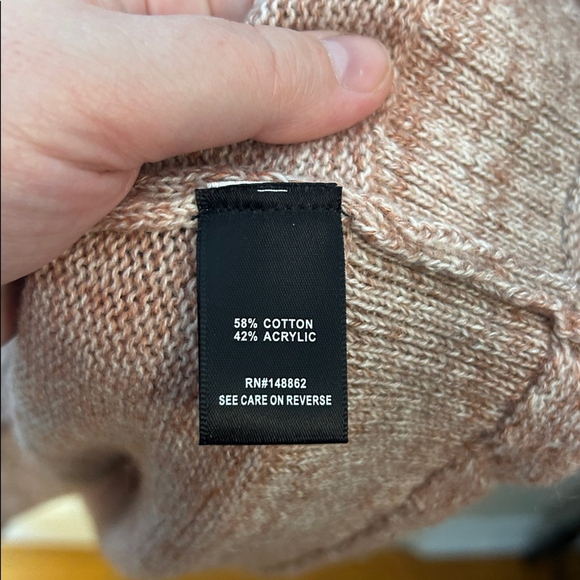 58% COTTON
42% ACRYLIC
RN#148862
SEE CARE ON REVERSE